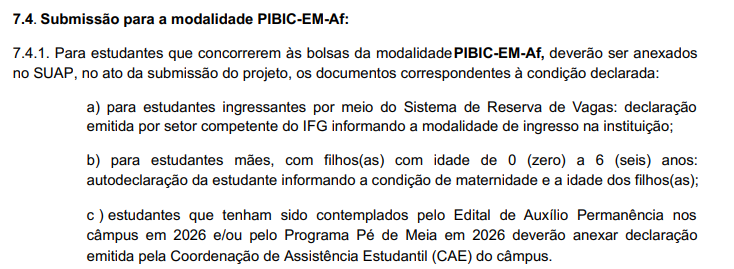 7.4. Submissão para a modalidade PIBIC-EM-Af:
7.4.1. Para estudantes que concorrerem às bolsas da modalidade PIBIC-EM-Af, deverão ser anexados
no SUAP, no ato da submissão do projeto, os documentos correspondentes à condição declarada:
a) para estudantes ingressantes por meio do Sistema de Reserva de Vagas: declaração
emitida por setor competente do IFG informando a modalidade de ingresso na instituição;
b) para estudantes mães, com filhos(as) com idade de 0 (zero) a 6 (seis) anos:
autodeclaração da estudante informando a condição de maternidade e a idade dos filhos(as);
c ) estudantes que tenham sido contemplados pelo Edital de Auxílio Permanência nos
câmpus em 2026 e/ou pelo Programa Pé de Meia em 2026 deverão anexar declaração
emitida pela Coordenação de Assistência Estudantil (CAE) do câmpus.